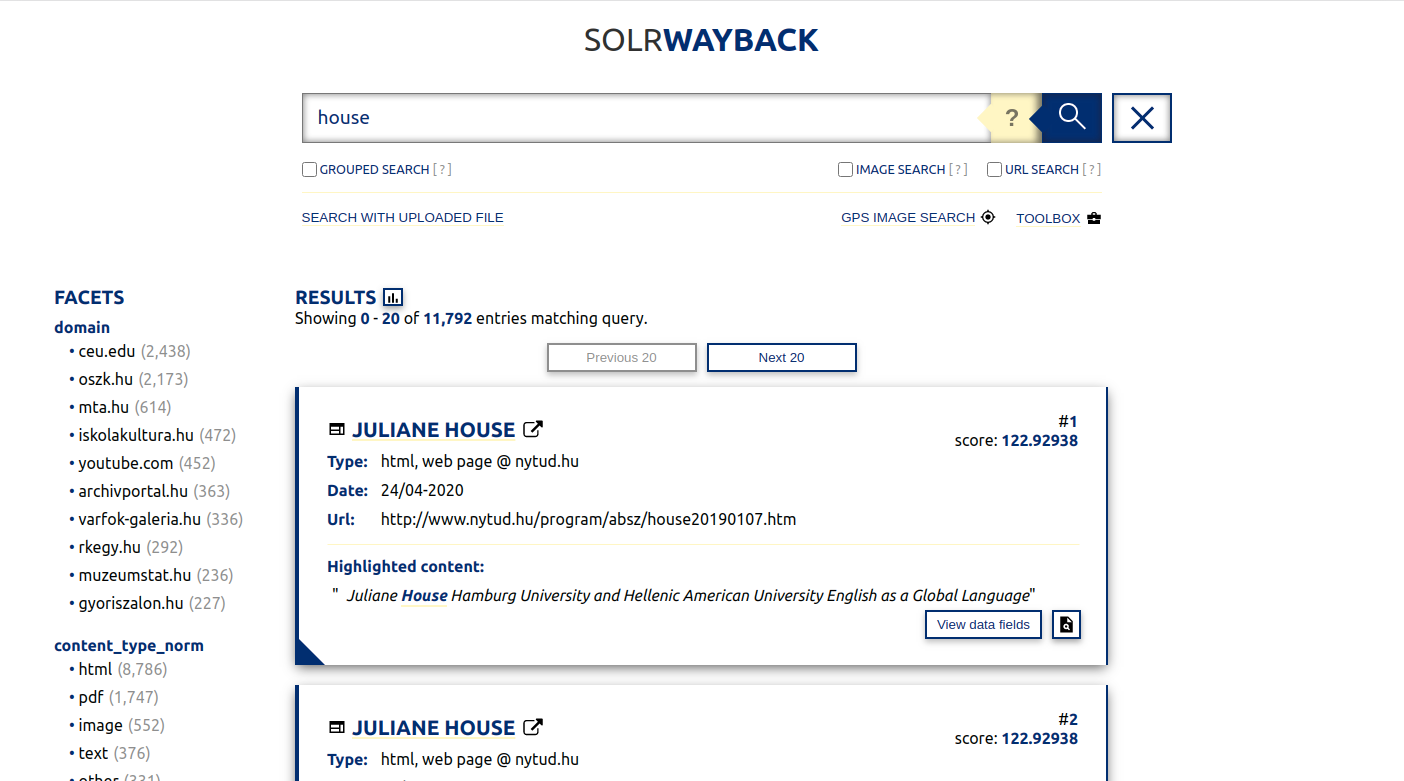 SOLRWAYBACK
house
?
GROUPED SEARCH [ ? ]
IMAGE SEARCH [ ? ]
URL SEARCH [ ? ]
SEARCH WITH UPLOADED FILE
GPS IMAGE SEARCH
TOOLBOX
FACETS
domain
• ceu.edu (2,438)
• oszk.hu (2,173)
• mta.hu (614)
• iskolakultura.hu (472)
• youtube.com (452)
• archivportal.hu (363)
• varfok-galeria.hu (336)
• rkegy.hu (292)
• muzeumstat.hu (236)
• gyoriszalon.hu (227)
content_type_norm
• html (8,786)
• pdf (1,747)
• image (552)
• text (376)
• other (331)
RESULTS
Showing 0 - 20 of 11,792 entries matching query.
Previous 20
Next 20
JULIANE HOUSE
#1
score: 122.92938
Type: html, web page @ nytud.hu
Date: 24/04-2020
Url: http://www.nytud.hu/program/absz/house20190107.htm
Highlighted content:
" Juliane House Hamburg University and Hellenic American University English as a Global Language"
View data fields
JULIANE HOUSE
#2
score: 122.92938
Type: html, web page @ nytud.hu